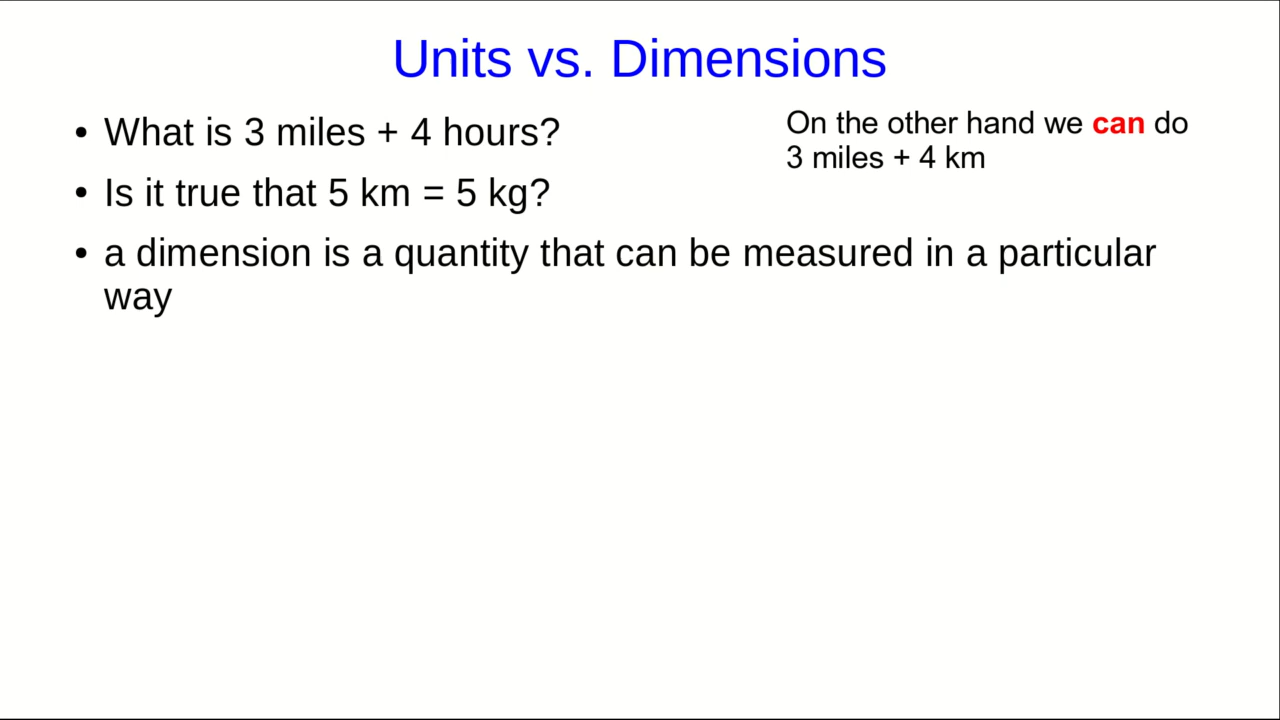 Units vs. Dimensions
• What is 3 miles + 4 hours?
• Is it true that 5 km = 5 kg?
• a dimension is a quantity that can be measured in a particular
way
On the other hand we can do
3 miles + 4 km